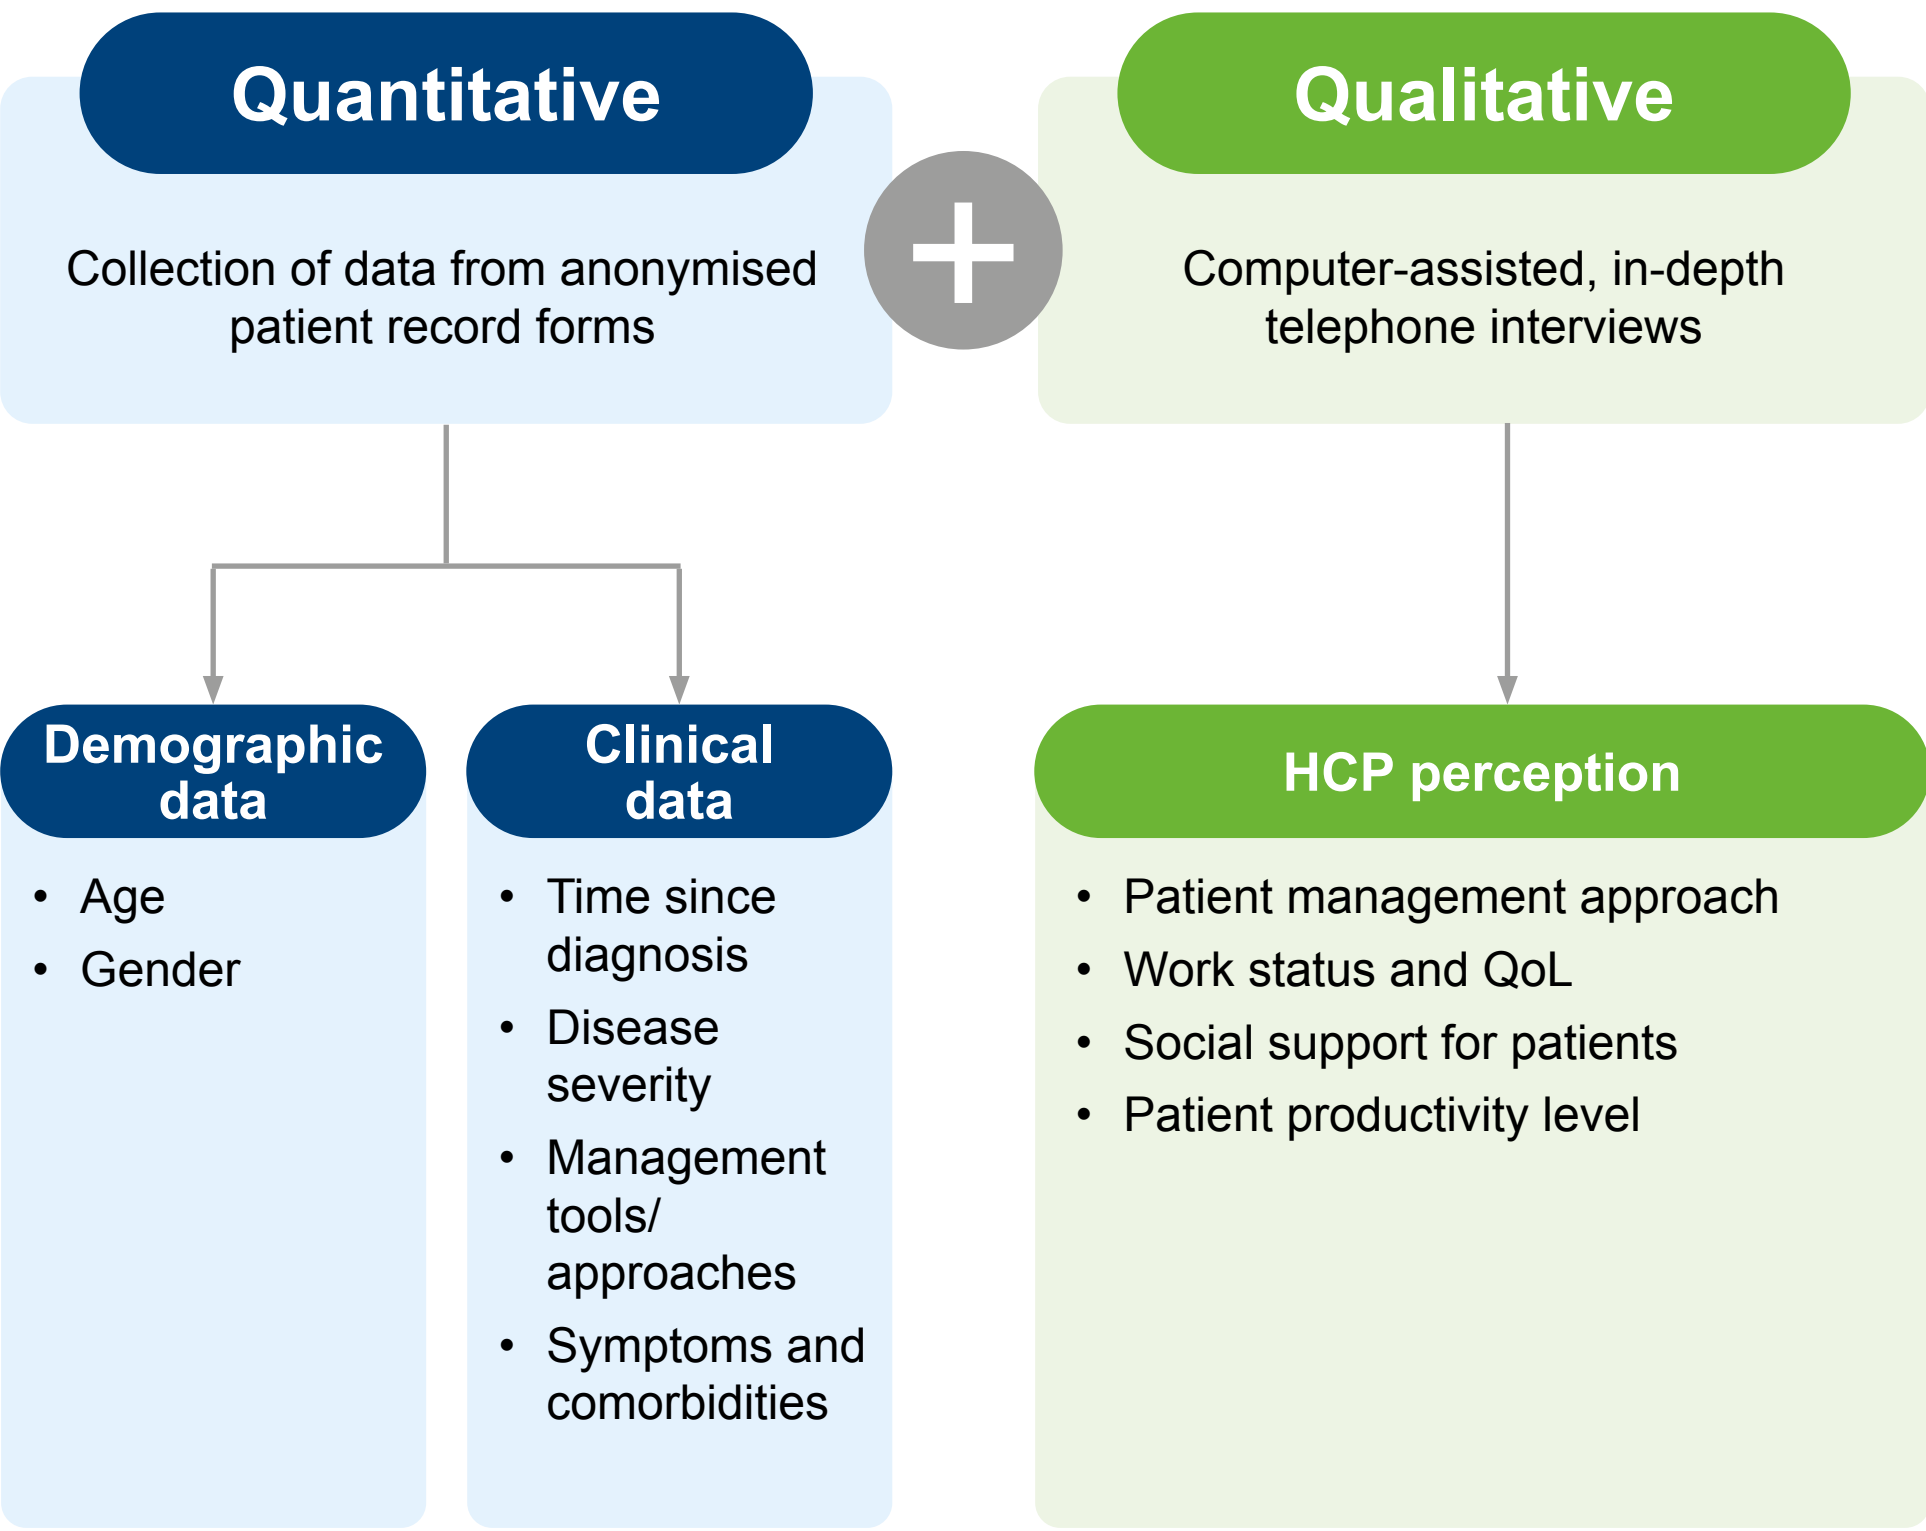 Quantitative
Collection of data from anonymised
patient record forms
+
Qualitative
Computer-assisted, in-depth
telephone interviews
Demographic
data
• Age
• Gender
Clinical
data
• Time since
diagnosis
• Disease
severity
• Management
tools/
approaches
• Symptoms and
comorbidities
HCP perception
• Patient management approach
• Work status and QoL
• Social support for patients
• Patient productivity level